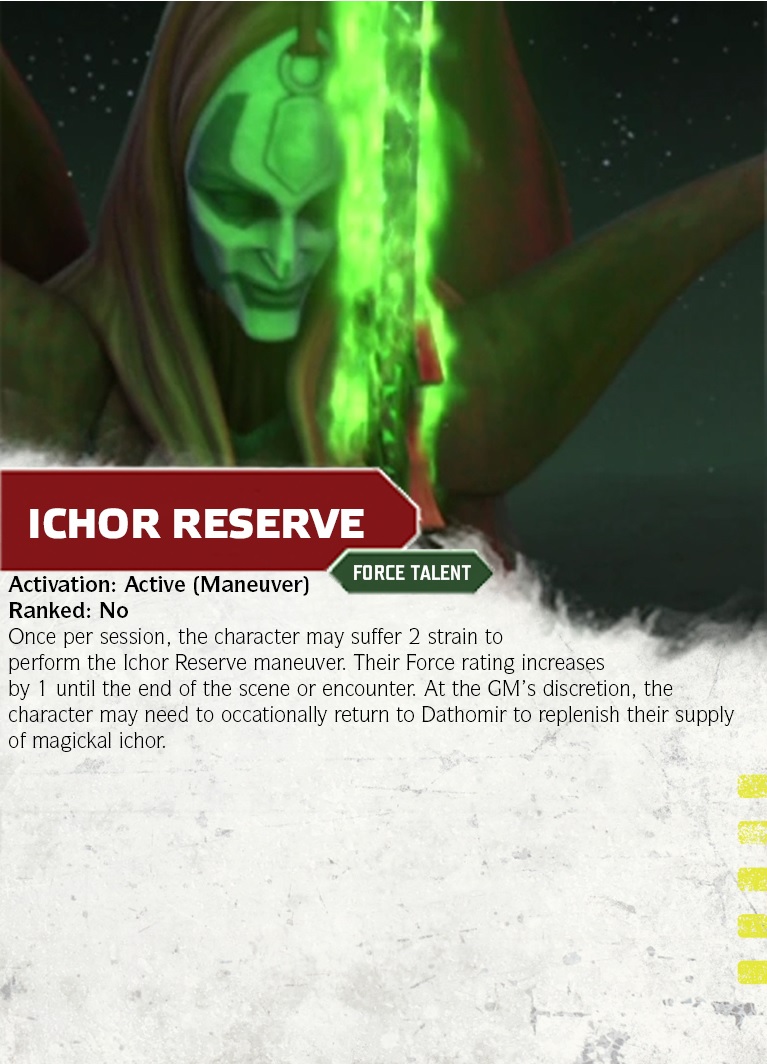 ICHOR RESERVE
FORCE TALENT
Activation: Active (Maneuver)
Ranked: No
Once per session, the character may suffer 2 strain to
perform the Ichor Reserve maneuver. Their Force rating increases
by 1 until the end of the scene or encounter. At the GM's discretion, the
character may need to occationally return to Dathomir to replenish their supply
of magickal ichor.